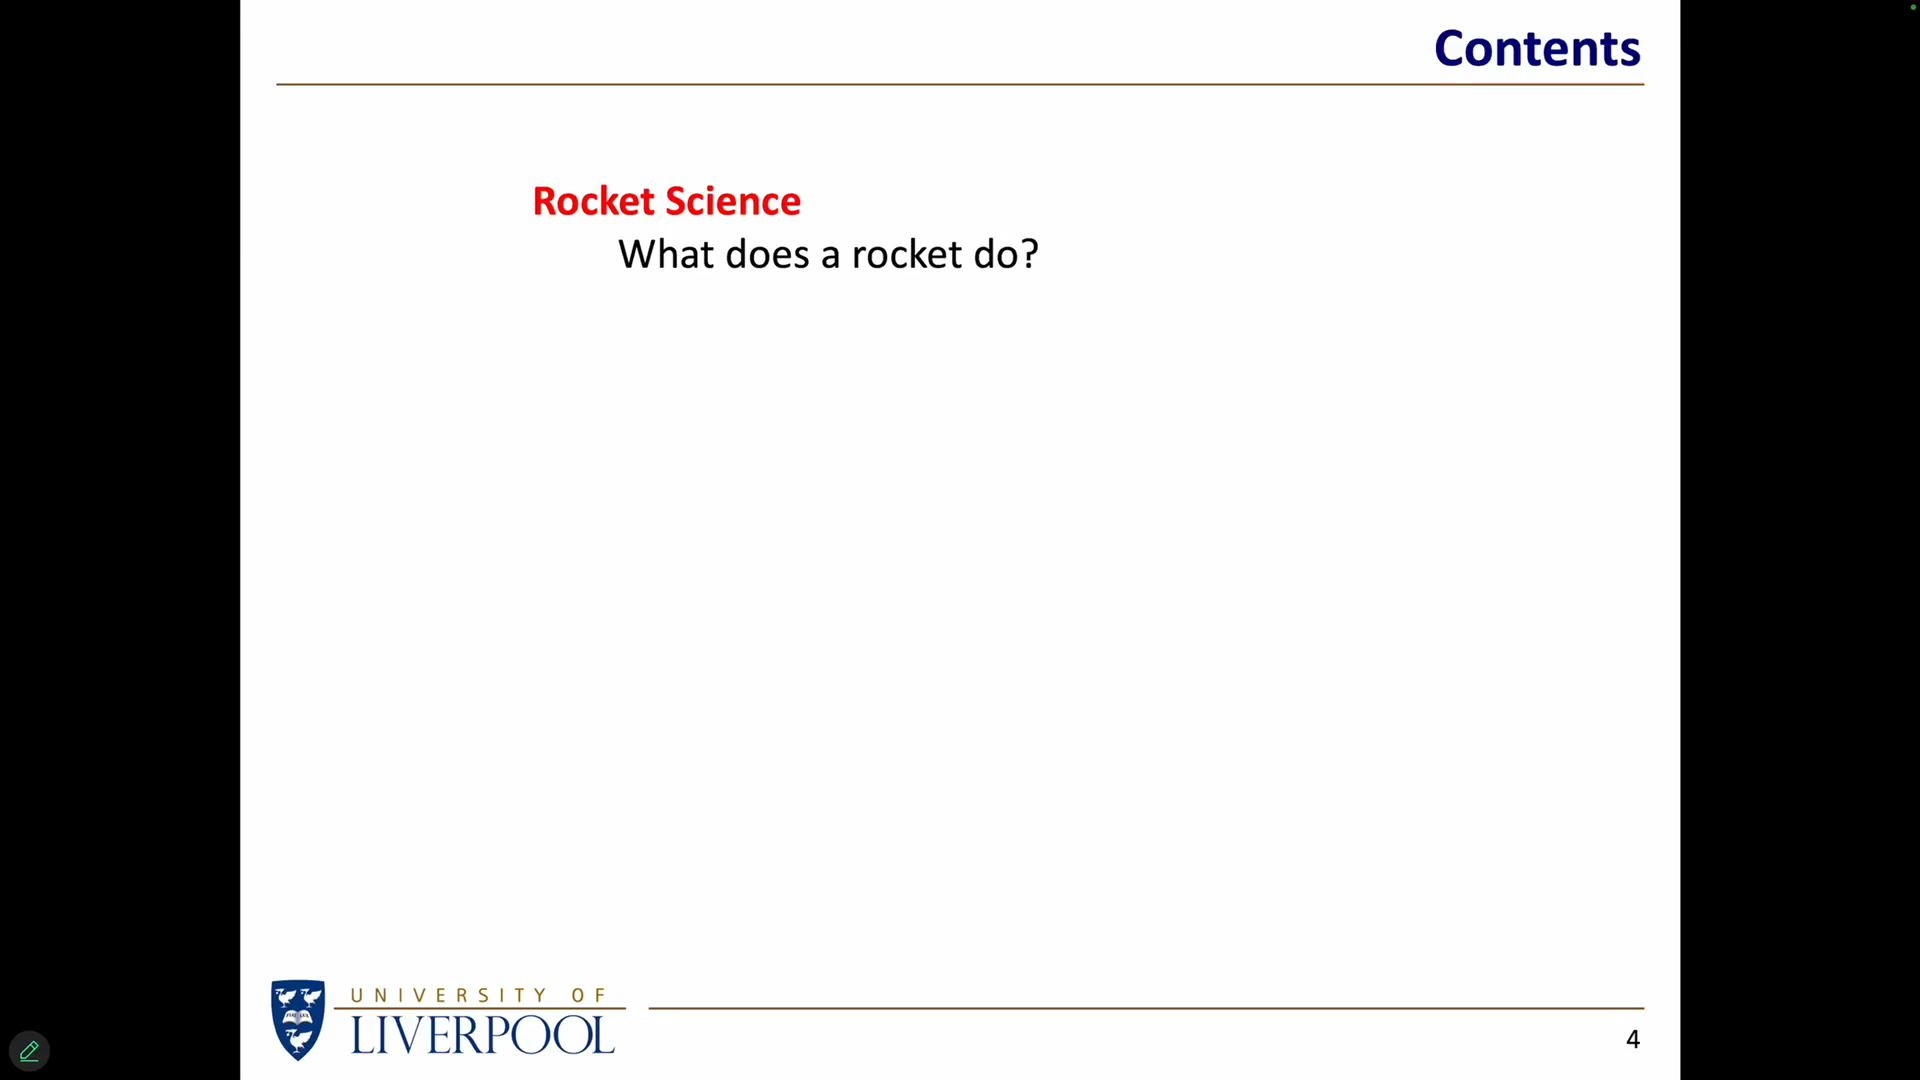 Contents
Rocket Science
What does a rocket do?
UNIVERSITY OF
LIVERPOOL
4